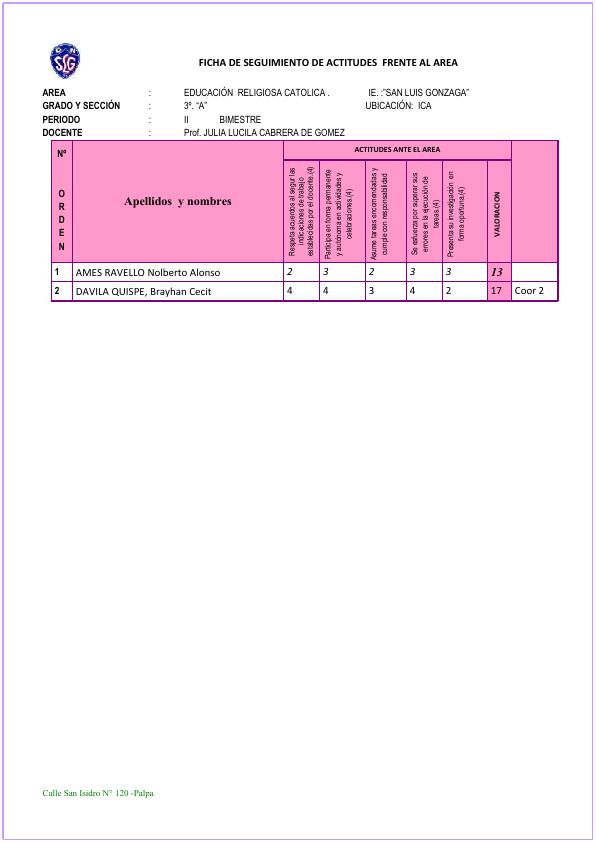 S L G
FICHA DE SEGUIMIENTO DE ACTITUDES FRENTE AL AREA
AREA : EDUCACIÓN RELIGIOSA CATOLICA . IE. :"SAN LUIS GONZAGA"
GRADO Y SECCIÓN : 3º. "A" UBICACIÓN: ICA
PERIODO : II BIMESTRE
DOCENTE : Prof. JULIA LUCILA CABRERA DE GOMEZ
Nº
O
R
D
E
N
Apellidos y nombres
ACTITUDES ANTE EL AREA
Respeta acuerdos al seguir las
indicaciones de trabajo
establecidas por el docente.(4)
Participa en forma permanente
y autónoma en actividades y
celebraciones.(4)
Asume tareas encomendadas y
cumple con responsabilidad
Se esfuerza por superar sus
errores en la ejecución de
tareas.(4)
Presenta su investigación en
forma oportuna.(4)
VALORACION
1 AMES RAVELLO Nolberto Alonso 2 3 2 3 3 13
2 DAVILA QUISPE, Brayhan Cecit 4 4 3 4 2 17 Coor 2
Calle San Isidro N° 120 -Palpa